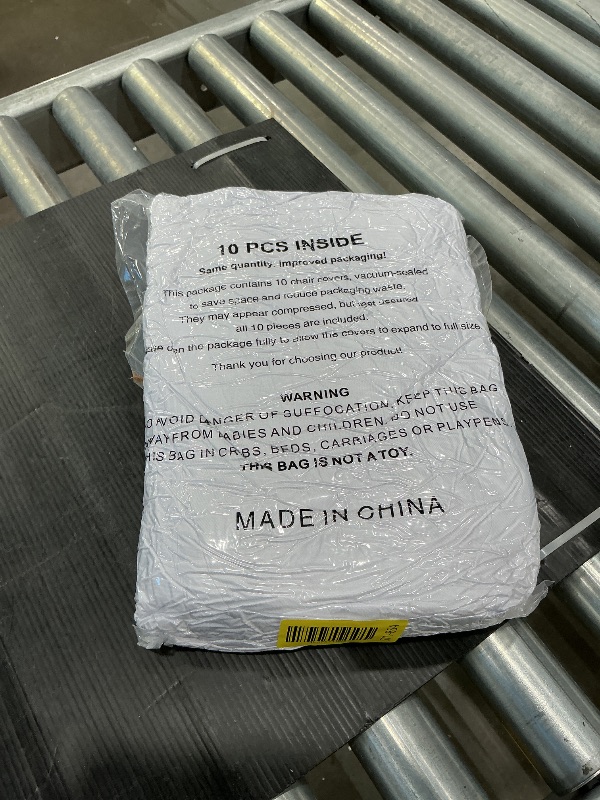 10 PCS INSIDE
Same quantity, improved packaging!
This package contains 10 chair covers, vacuum-sealed
to save space and reduce packaging waste.
They may appear compressed, but rest assured
all 10 pieces are included.
the package fully to allow the covers to expand to full size.
Thank you for choosing our product!
WARNING
AVOID DANGER OF SUFFOCATION, KEEP THIS BAG
AWAY FROM BABIES AND CHILDREN. DO NOT USE
THIS BAG IN CRIBS, BEDS, CARRIAGES OR PLAYPENS.
THIS BAG IS NOT A TOY.
MADE IN CHINA